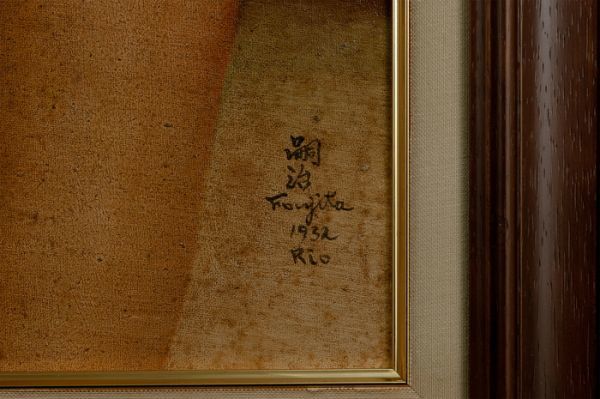 嗣
治
Foujita
1932
Rio